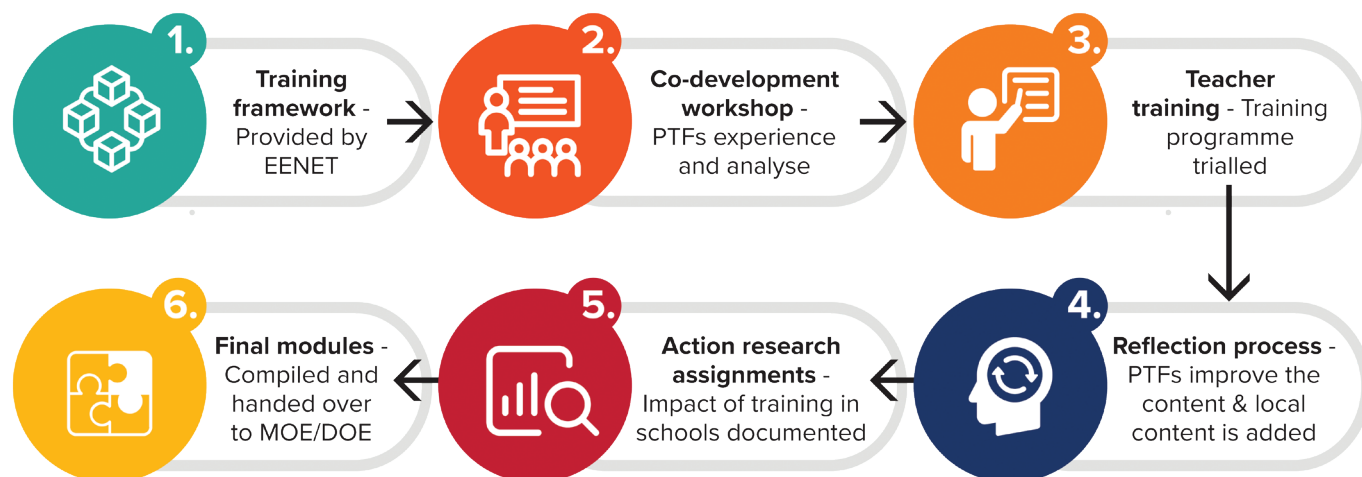 1.
Training
framework -
Provided by
EENET
2.
Co-development
workshop -
PTFs experience
and analyse
3.
Teacher
training - Training
programme
trialled
4.
Reflection process -
PTFs improve the
content & local
content is added
5.
Action research
assignments -
Impact of training in
schools documented
6.
Final modules -
Compiled and
handed over
to MOE/DOE